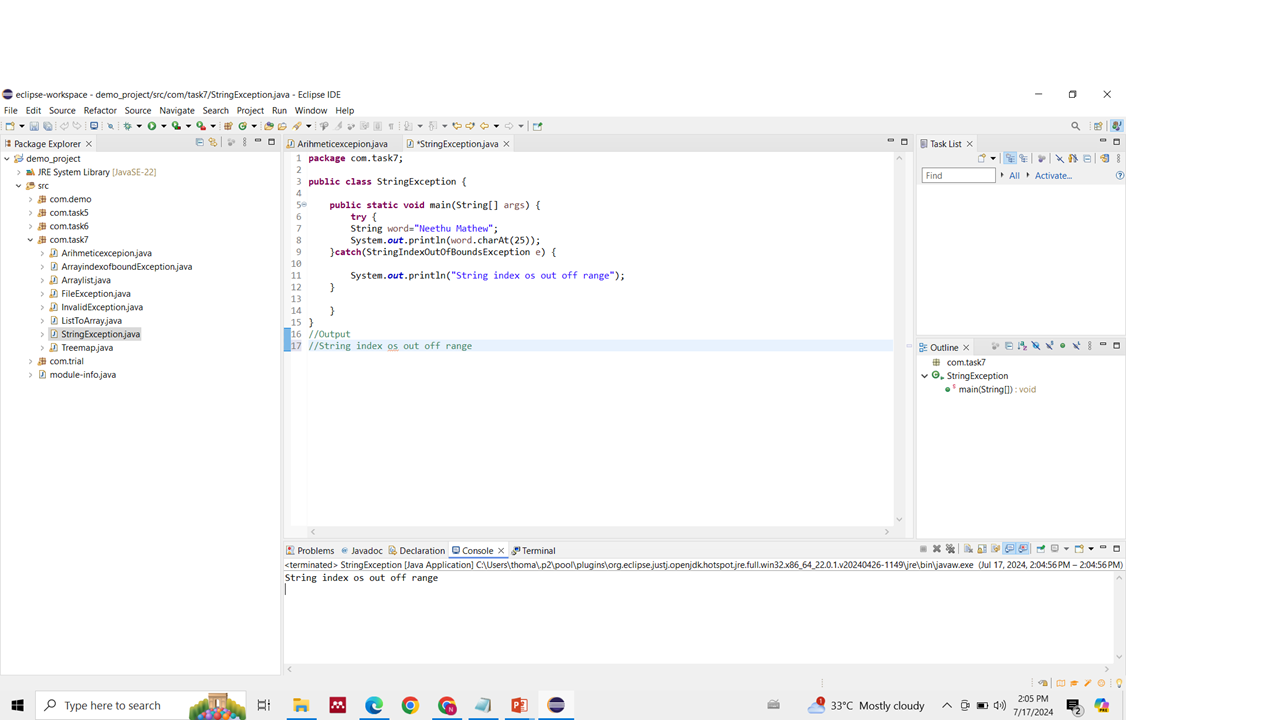 eclipse-workspace - demo_project/src/com/task7/StringException.java - Eclipse IDE
File Edit Source Refactor Source Navigate Search Project Run Window Help
Package Explorer
demo_project
JRE System Library [JavaSE-22]
src
com.demo
com.task5
com.task6
com.task7
Arihmeticexcepion.java
ArrayindexofboundException.java
Arraylist.java
FileException.java
InvalidException.java
ListToArray.java
StringException.java
Treemap.java
com.trial
module-info.java
Arihmeticexcepion.java *StringException.java
1 package com.task7;
2
3 public class StringException {
4
5 public static void main(String[] args) {
6 try {
7 String word="Neethu Mathew";
8 System.out.println(word.charAt(25));
9 }catch(StringIndexOutOfBoundsException e) {
10
11 System.out.println("String index os out off range");
12 }
13
14 }
15 }
16 //Output
17 //String index os out off range
Task List
Find All Activate...
Outline
com.task7
StringException
main(String[]) : void
Problems Javadoc Declaration Console Terminal
<terminated> StringException [Java Application] C:\Users\thoma\.p2\pool\plugins\org.eclipse.justj.openjdk.hotspot.jre.full.win32.x86_64_22.0.1.v20240426-1149\jre\bin\javaw.exe (Jul 17, 2024, 2:04:56 PM – 2:04:56 PM)
String index os out off range
Type here to search
33°C Mostly cloudy
2:05 PM
7/17/2024
2